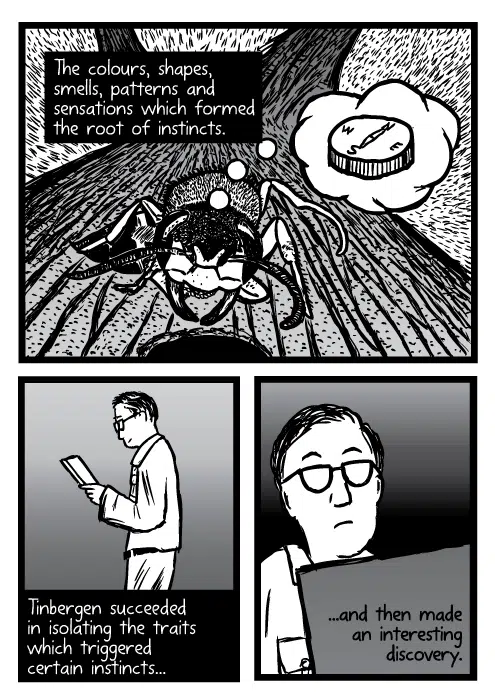 The colours, shapes,
smells, patterns and
sensations which formed
the root of instincts.
N
W
S
E
Tinbergen succeeded
in isolating the traits
which triggered
certain instincts...
...and then made
an interesting
discovery.